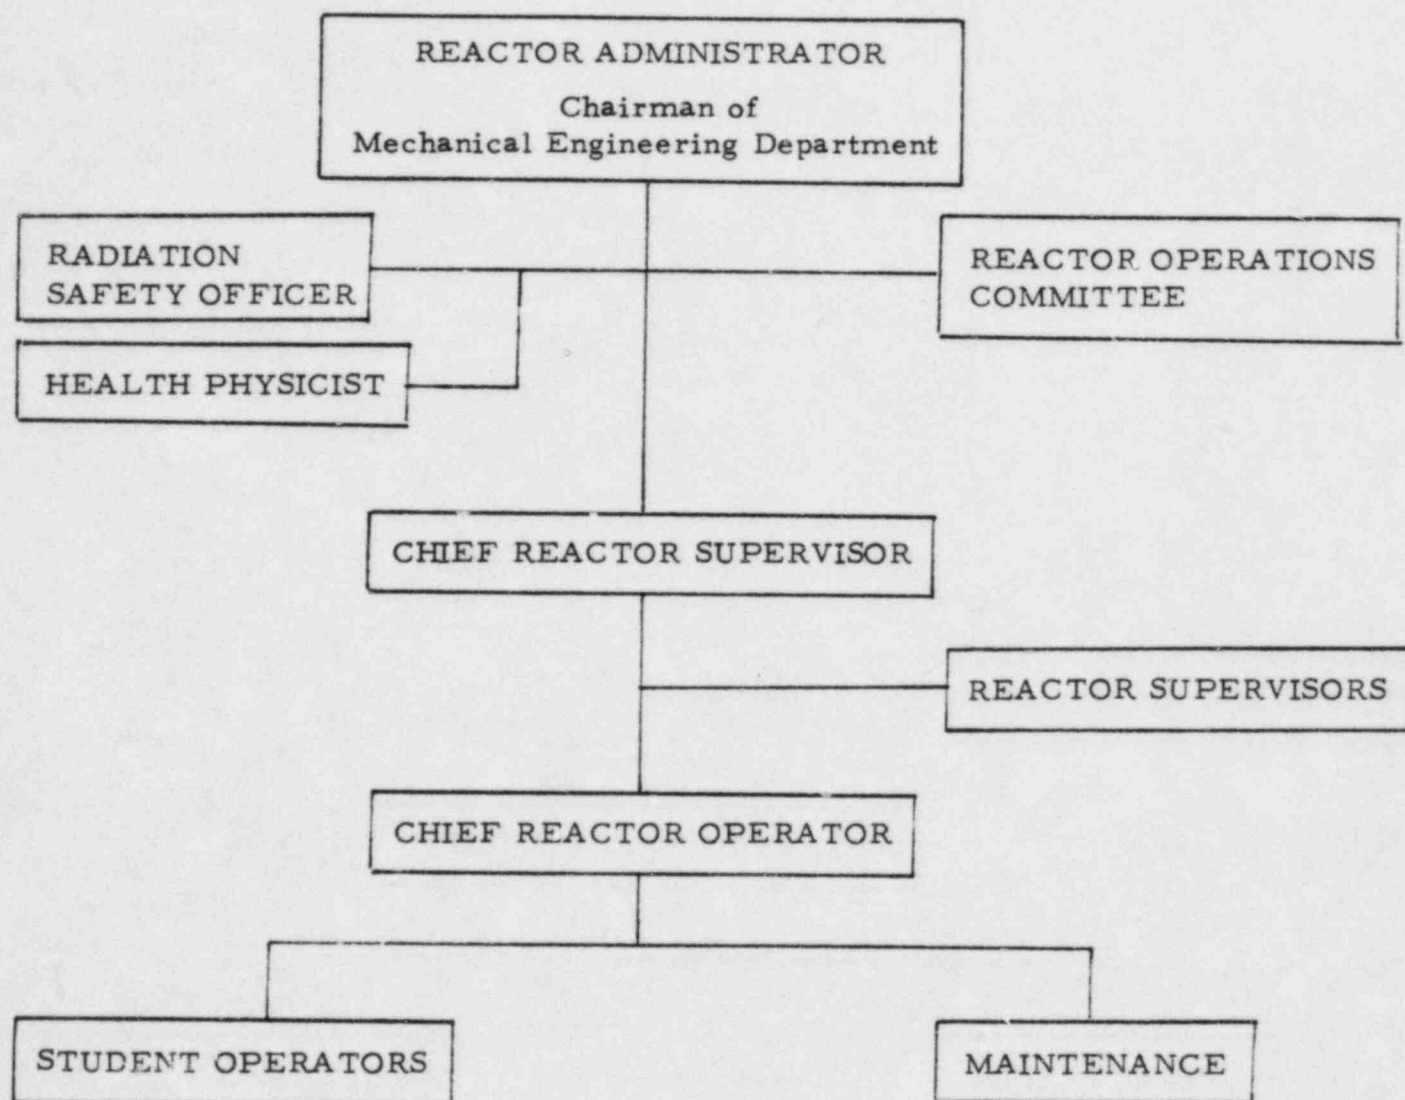 REACTOR ADMINISTRATOR
Chairman of
Mechanical Engineering Department
RADIATION
SAFETY OFFICER
REACTOR OPERATIONS
COMMITTEE
HEALTH PHYSICIST
CHIEF REACTOR SUPERVISOR
REACTOR SUPERVISORS
CHIEF REACTOR OPERATOR
STUDENT OPERATORS
MAINTENANCE